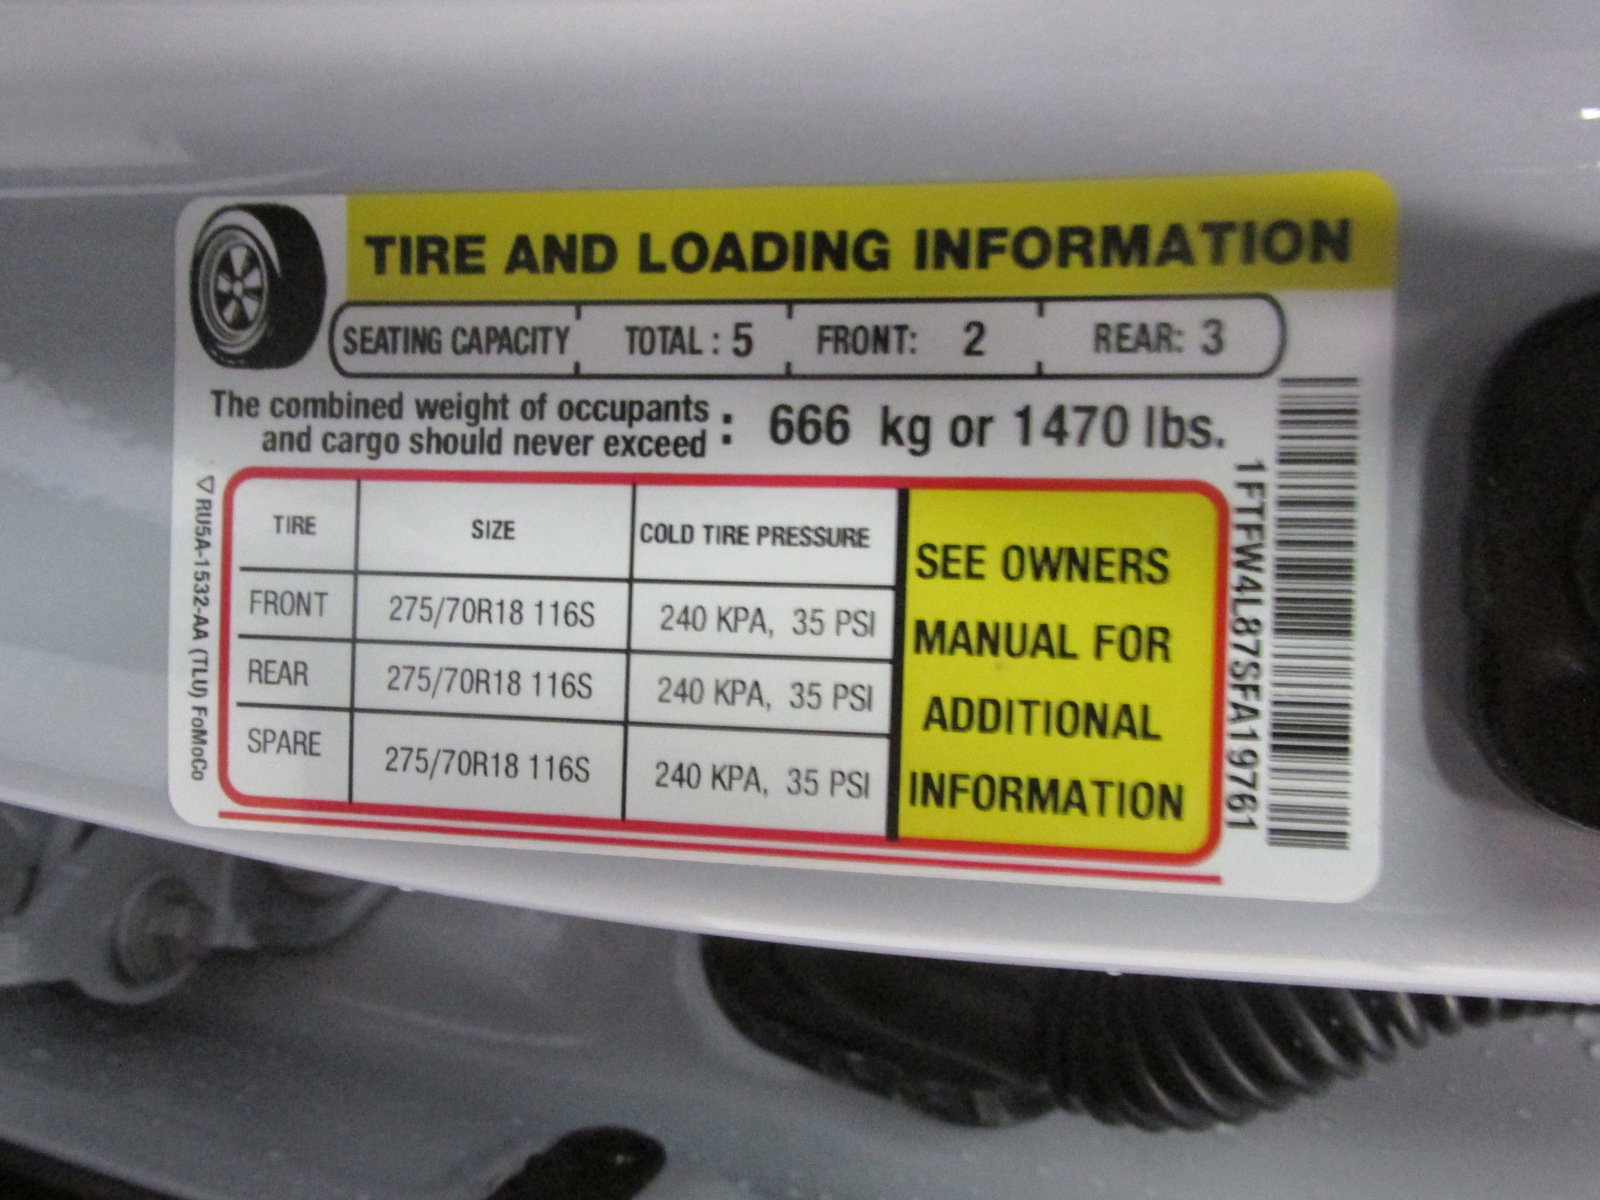 TIRE AND LOADING INFORMATION
SEATING CAPACITY TOTAL : 5 FRONT: 2 REAR: 3
The combined weight of occupants
and cargo should never exceed : 666 kg or 1470 lbs.
TIRE SIZE COLD TIRE PRESSURE
FRONT 275/70R18 116S 240 KPA, 35 PSI
REAR 275/70R18 116S 240 KPA, 35 PSI
SPARE 275/70R18 116S 240 KPA, 35 PSI
SEE OWNERS
MANUAL FOR
ADDITIONAL
INFORMATION
1FTFW4L87SFA19761
RU5A-1532-AA (TLU) FoMoCo